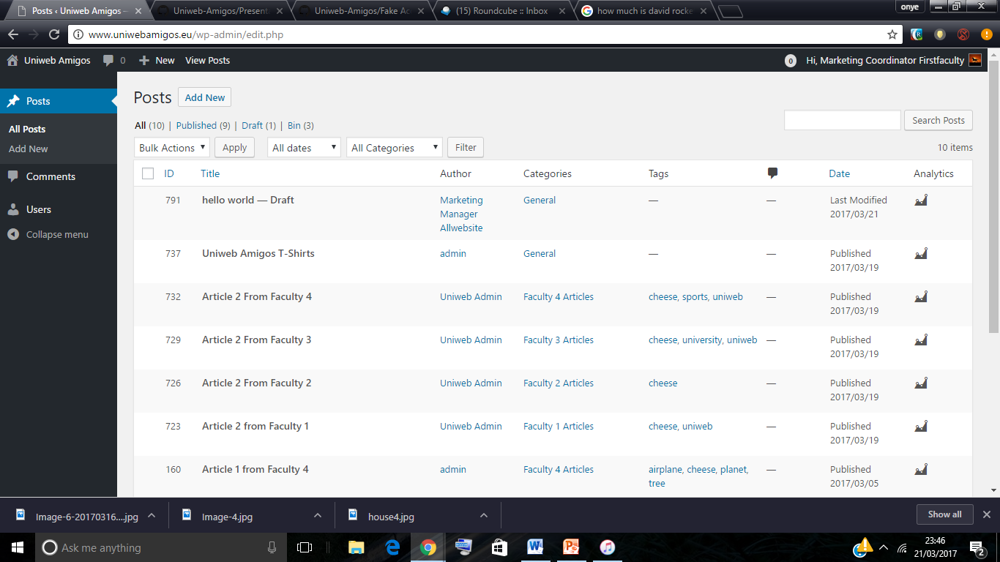 Posts ‹ Uniweb Amigos —
Uniweb-Amigos/Present
Uniweb-Amigos/Fake Ac
(15) Roundcube :: Inbox
how much is david rocke
onye
www.uniwebamigos.eu/wp-admin/edit.php
Uniweb Amigos 0 New View Posts
0 Hi, Marketing Coordinator Firstfaculty
Posts
All Posts
Add New
Comments
Users
Collapse menu
Posts Add New
All (10) | Published (9) | Draft (1) | Bin (3)
Search Posts
Bulk Actions Apply All dates All Categories Filter
10 items
ID Title Author Categories Tags Date Analytics
791 hello world — Draft Marketing General — — Last Modified
Manager 2017/03/21
Allwebsite
737 Uniweb Amigos T-Shirts admin General — — Published
2017/03/19
732 Article 2 From Faculty 4 Uniweb Admin Faculty 4 Articles cheese, sports, uniweb — Published
2017/03/19
729 Article 2 From Faculty 3 Uniweb Admin Faculty 3 Articles cheese, university, uniweb — Published
2017/03/19
726 Article 2 From Faculty 2 Uniweb Admin Faculty 2 Articles cheese — Published
2017/03/19
723 Article 2 from Faculty 1 Uniweb Admin Faculty 1 Articles cheese, uniweb — Published
2017/03/19
160 Article 1 from Faculty 4 admin Faculty 4 Articles airplane, cheese, planet, — Published
tree 2017/03/05
Image-6-20170316....jpg
Image-4.jpg
house4.jpg
Show all
Ask me anything
23:46
21/03/2017
2